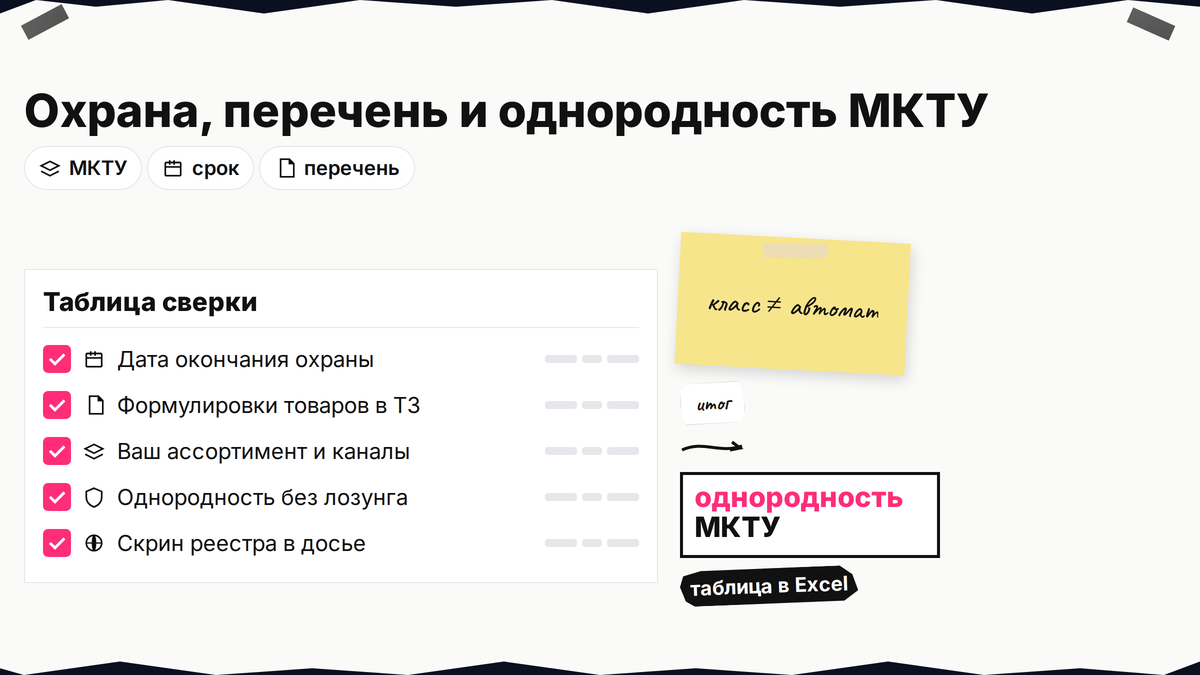 Охрана, перечень и однородность МКТУ
МКТУ срок перечень
Таблица сверки
Дата окончания охраны
Формулировки товаров в ТЗ
Ваш ассортимент и каналы
Однородность без лозунга
Скрин реестра в досье
класс ≠ автомат
итог
однородность
МКТУ
таблица в Excel